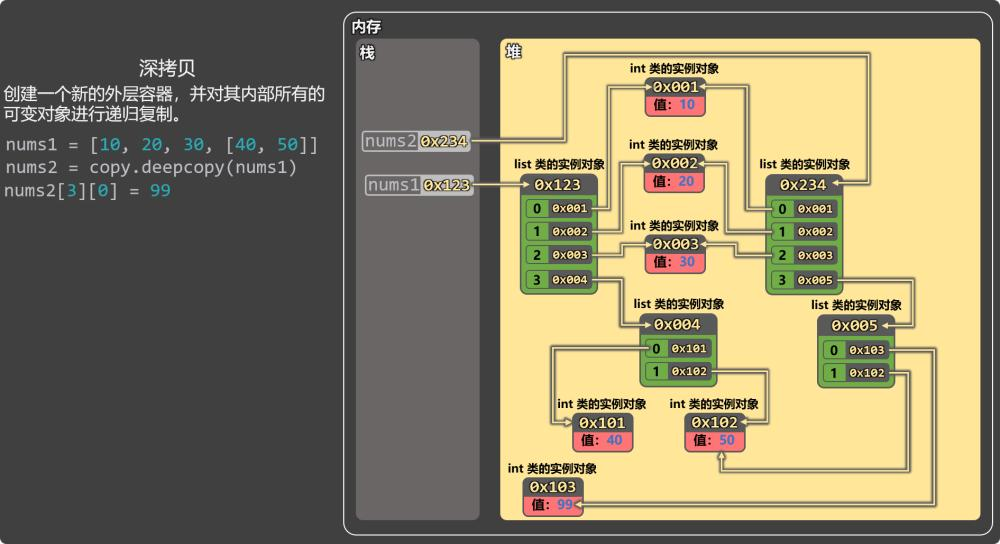 深拷贝
创建一个新的外层容器，并对其内部所有的
可变对象进行递归复制。
nums1 = [10, 20, 30, [40, 50]]
nums2 = copy.deepcopy(nums1)
nums2[3][0] = 99
内存
栈
nums2 0x234
nums1 0x123
堆
int 类的实例对象
0x001
值：10
int 类的实例对象
0x002
值：20
int 类的实例对象
0x003
值：30
list 类的实例对象
0x123
0 0x001
1 0x002
2 0x003
3 0x004
list 类的实例对象
0x234
0 0x001
1 0x002
2 0x003
3 0x005
list 类的实例对象
0x004
0 0x101
1 0x102
list 类的实例对象
0x005
0 0x103
1 0x102
int 类的实例对象
0x101
值：40
int 类的实例对象
0x102
值：50
int 类的实例对象
0x103
值：99